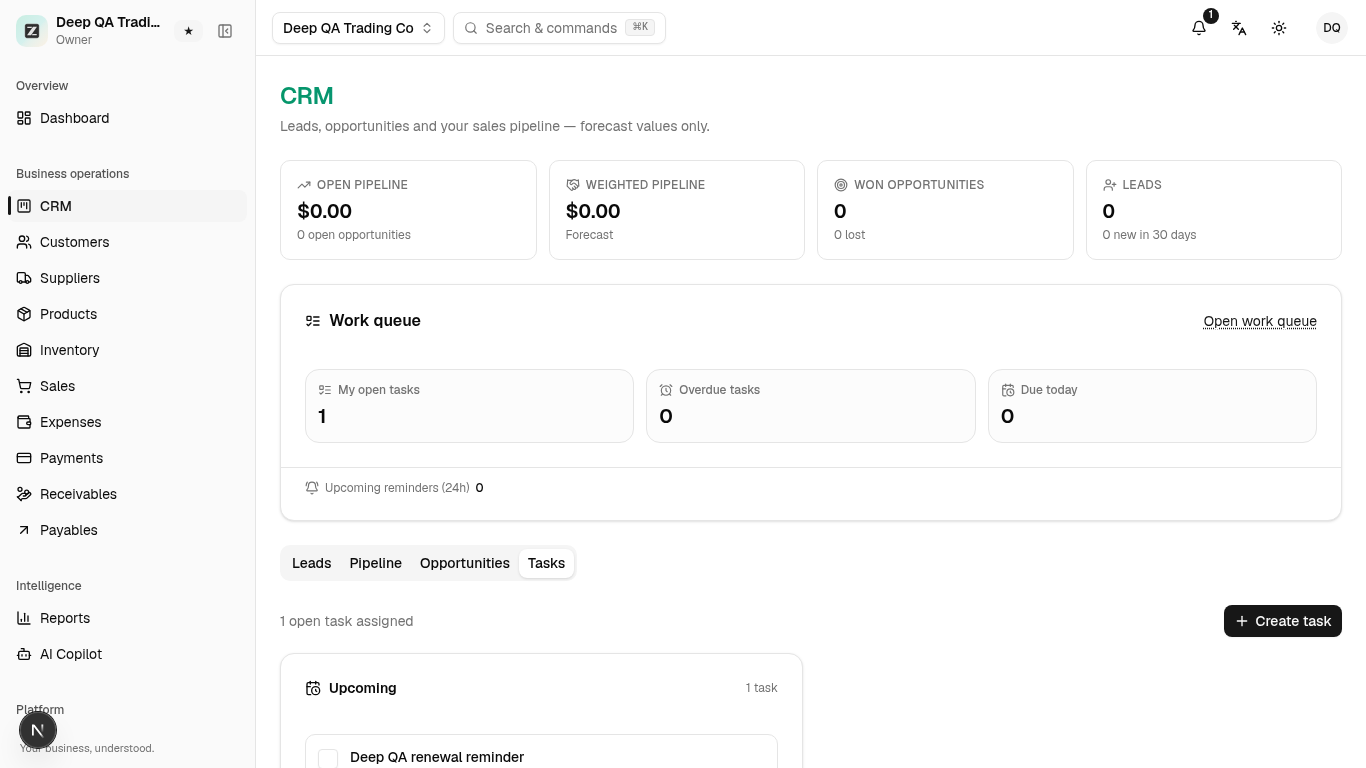 Deep QA Tradi...
Owner
★
Overview
Dashboard
Business operations
CRM
Customers
Suppliers
Products
Inventory
Sales
Expenses
Payments
Receivables
Payables
Intelligence
Reports
AI Copilot
Platform
N
Your business, understood.
Deep QA Trading Co
Search & commands ⌘K
1
DQ
CRM
Leads, opportunities and your sales pipeline — forecast values only.
OPEN PIPELINE
$0.00
0 open opportunities
WEIGHTED PIPELINE
$0.00
Forecast
WON OPPORTUNITIES
0
0 lost
LEADS
0
0 new in 30 days
Work queue
Open work queue
My open tasks
1
Overdue tasks
0
Due today
0
Upcoming reminders (24h) 0
Leads Pipeline Opportunities Tasks
1 open task assigned
+ Create task
Upcoming
1 task
Deep QA renewal reminder